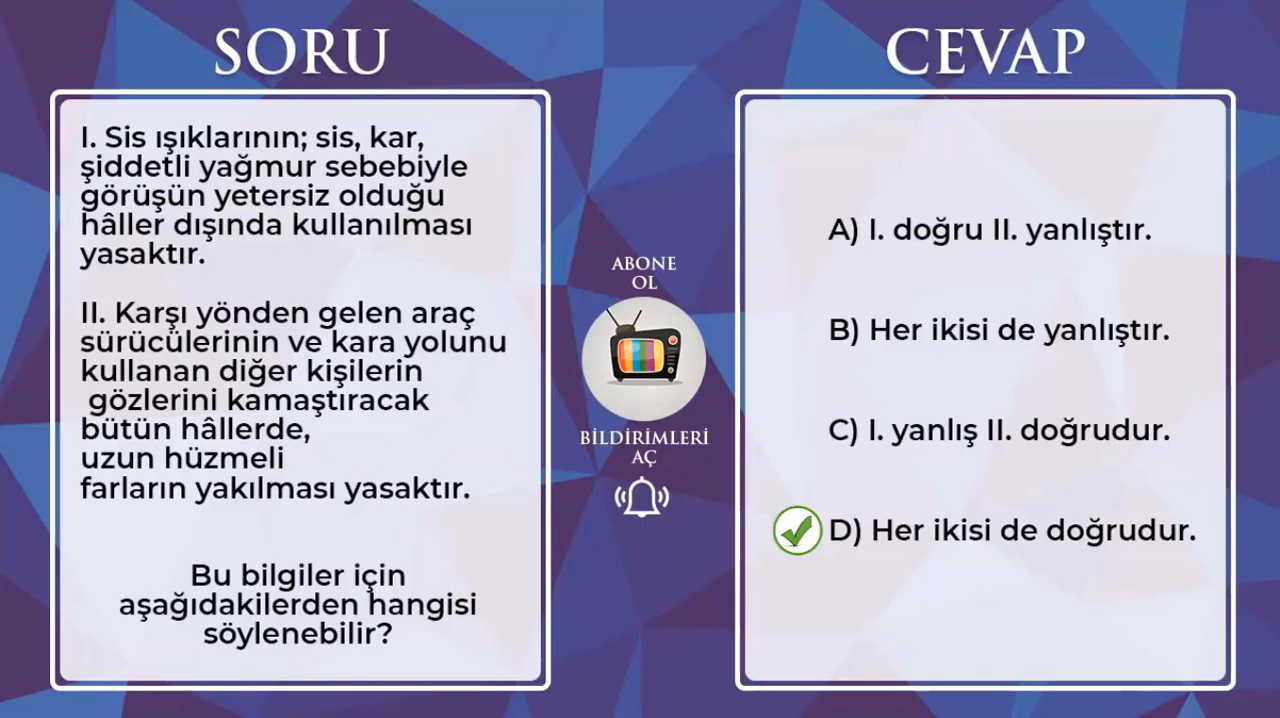 SORU
I. Sis ışıklarının; sis, kar,
şiddetli yağmur sebebiyle
görüşün yetersiz olduğu
hâller dışında kullanılması
yasaktır.
II. Karşı yönden gelen araç
sürücülerinin ve kara yolunu
kullanan diğer kişilerin
gözlerini kamaştıracak
bütün hâllerde,
uzun hüzmeli
farların yakılması yasaktır.
Bu bilgiler için
aşağıdakilerden hangisi
söylenebilir?
ABONE
OL
BİLDİRİMLERİ
AÇ
CEVAP
A) I. doğru II. yanlıştır.
B) Her ikisi de yanlıştır.
C) I. yanlış II. doğrudur.
D) Her ikisi de doğrudur.